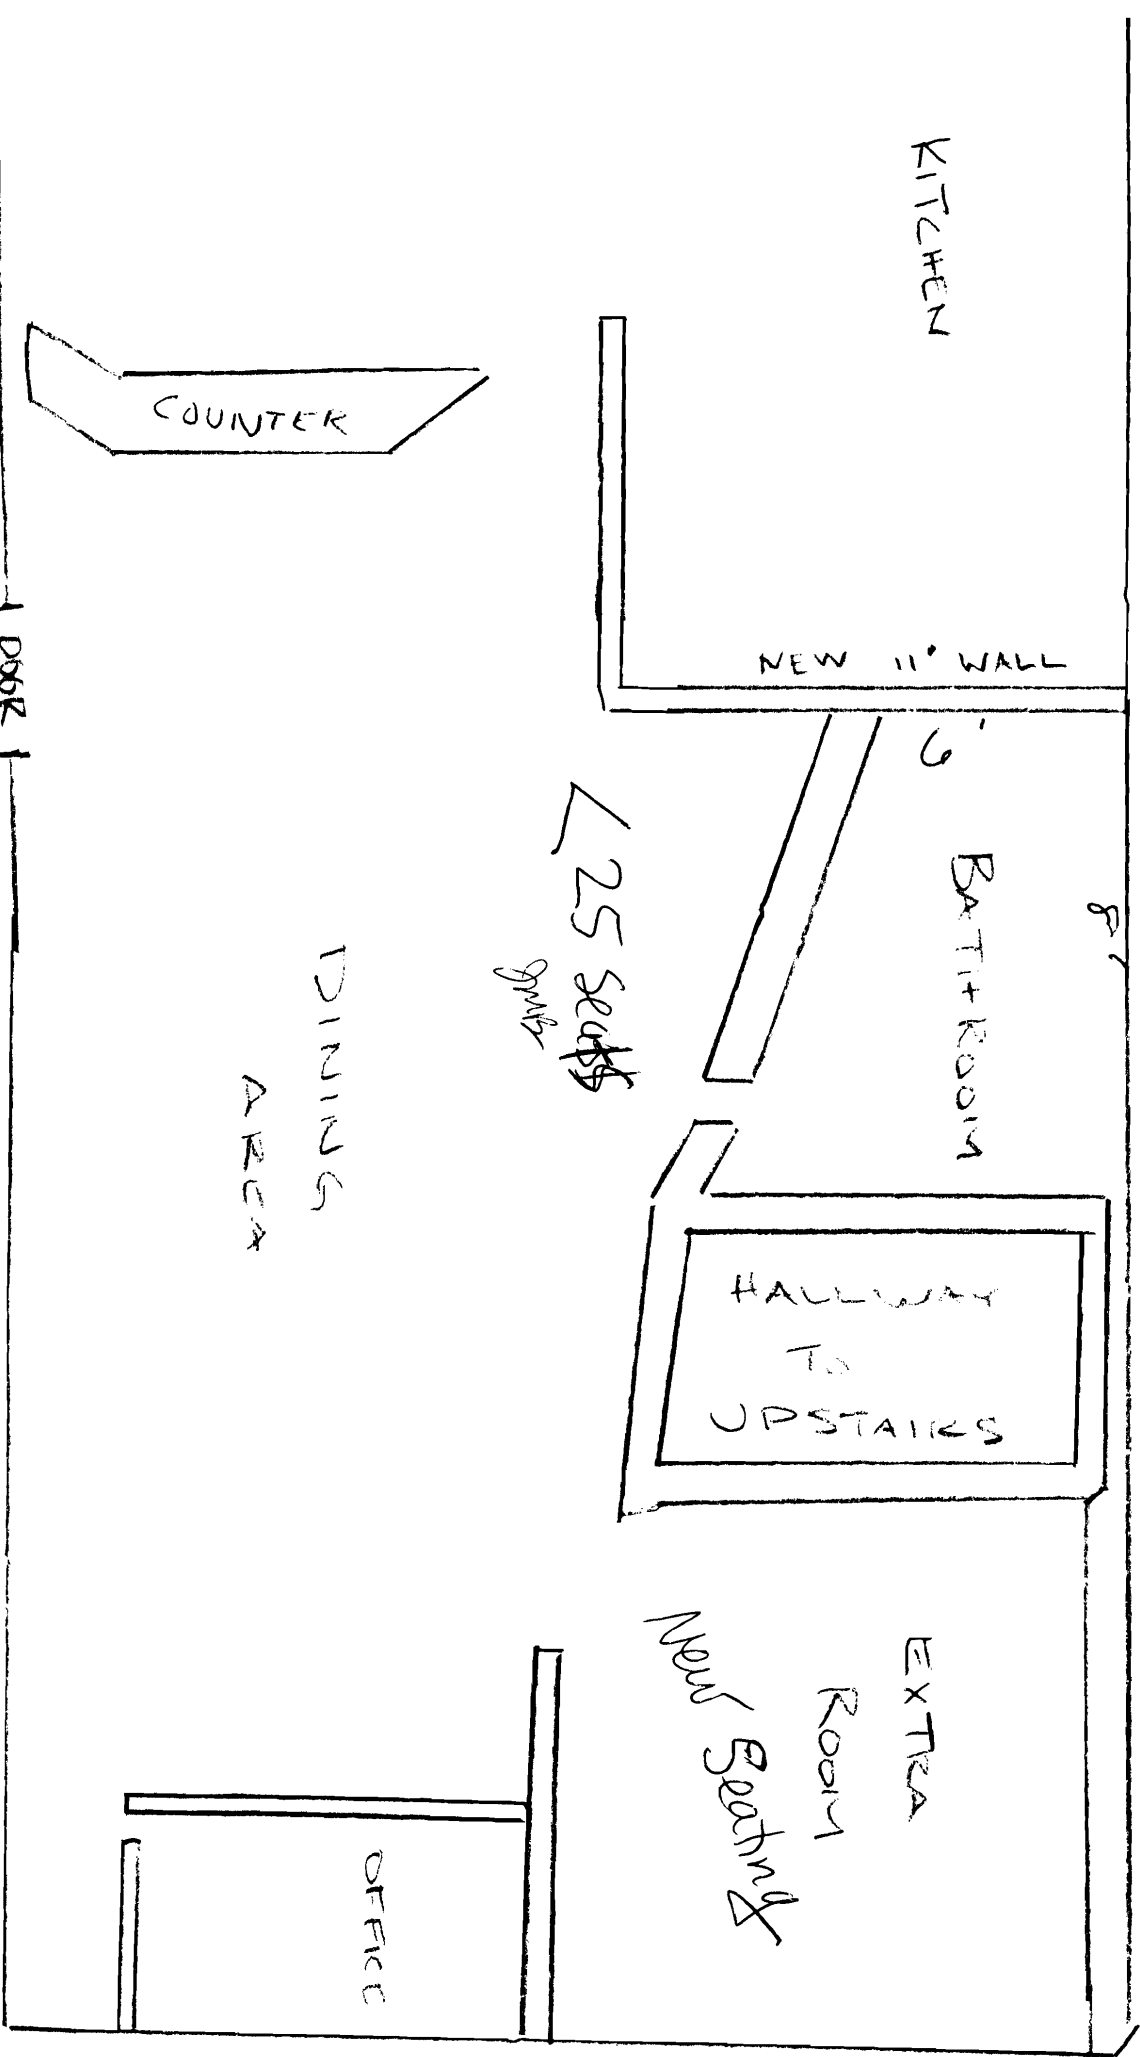 KITCHEN
COUNTER
NEW 11' WALL
6'
8'
BATHROOM
DOOR
< 25 Seats
DINING
AREA
HALLWAY
TO
UPSTAIRS
EXTRA
ROOM
New Seating
OFFICE